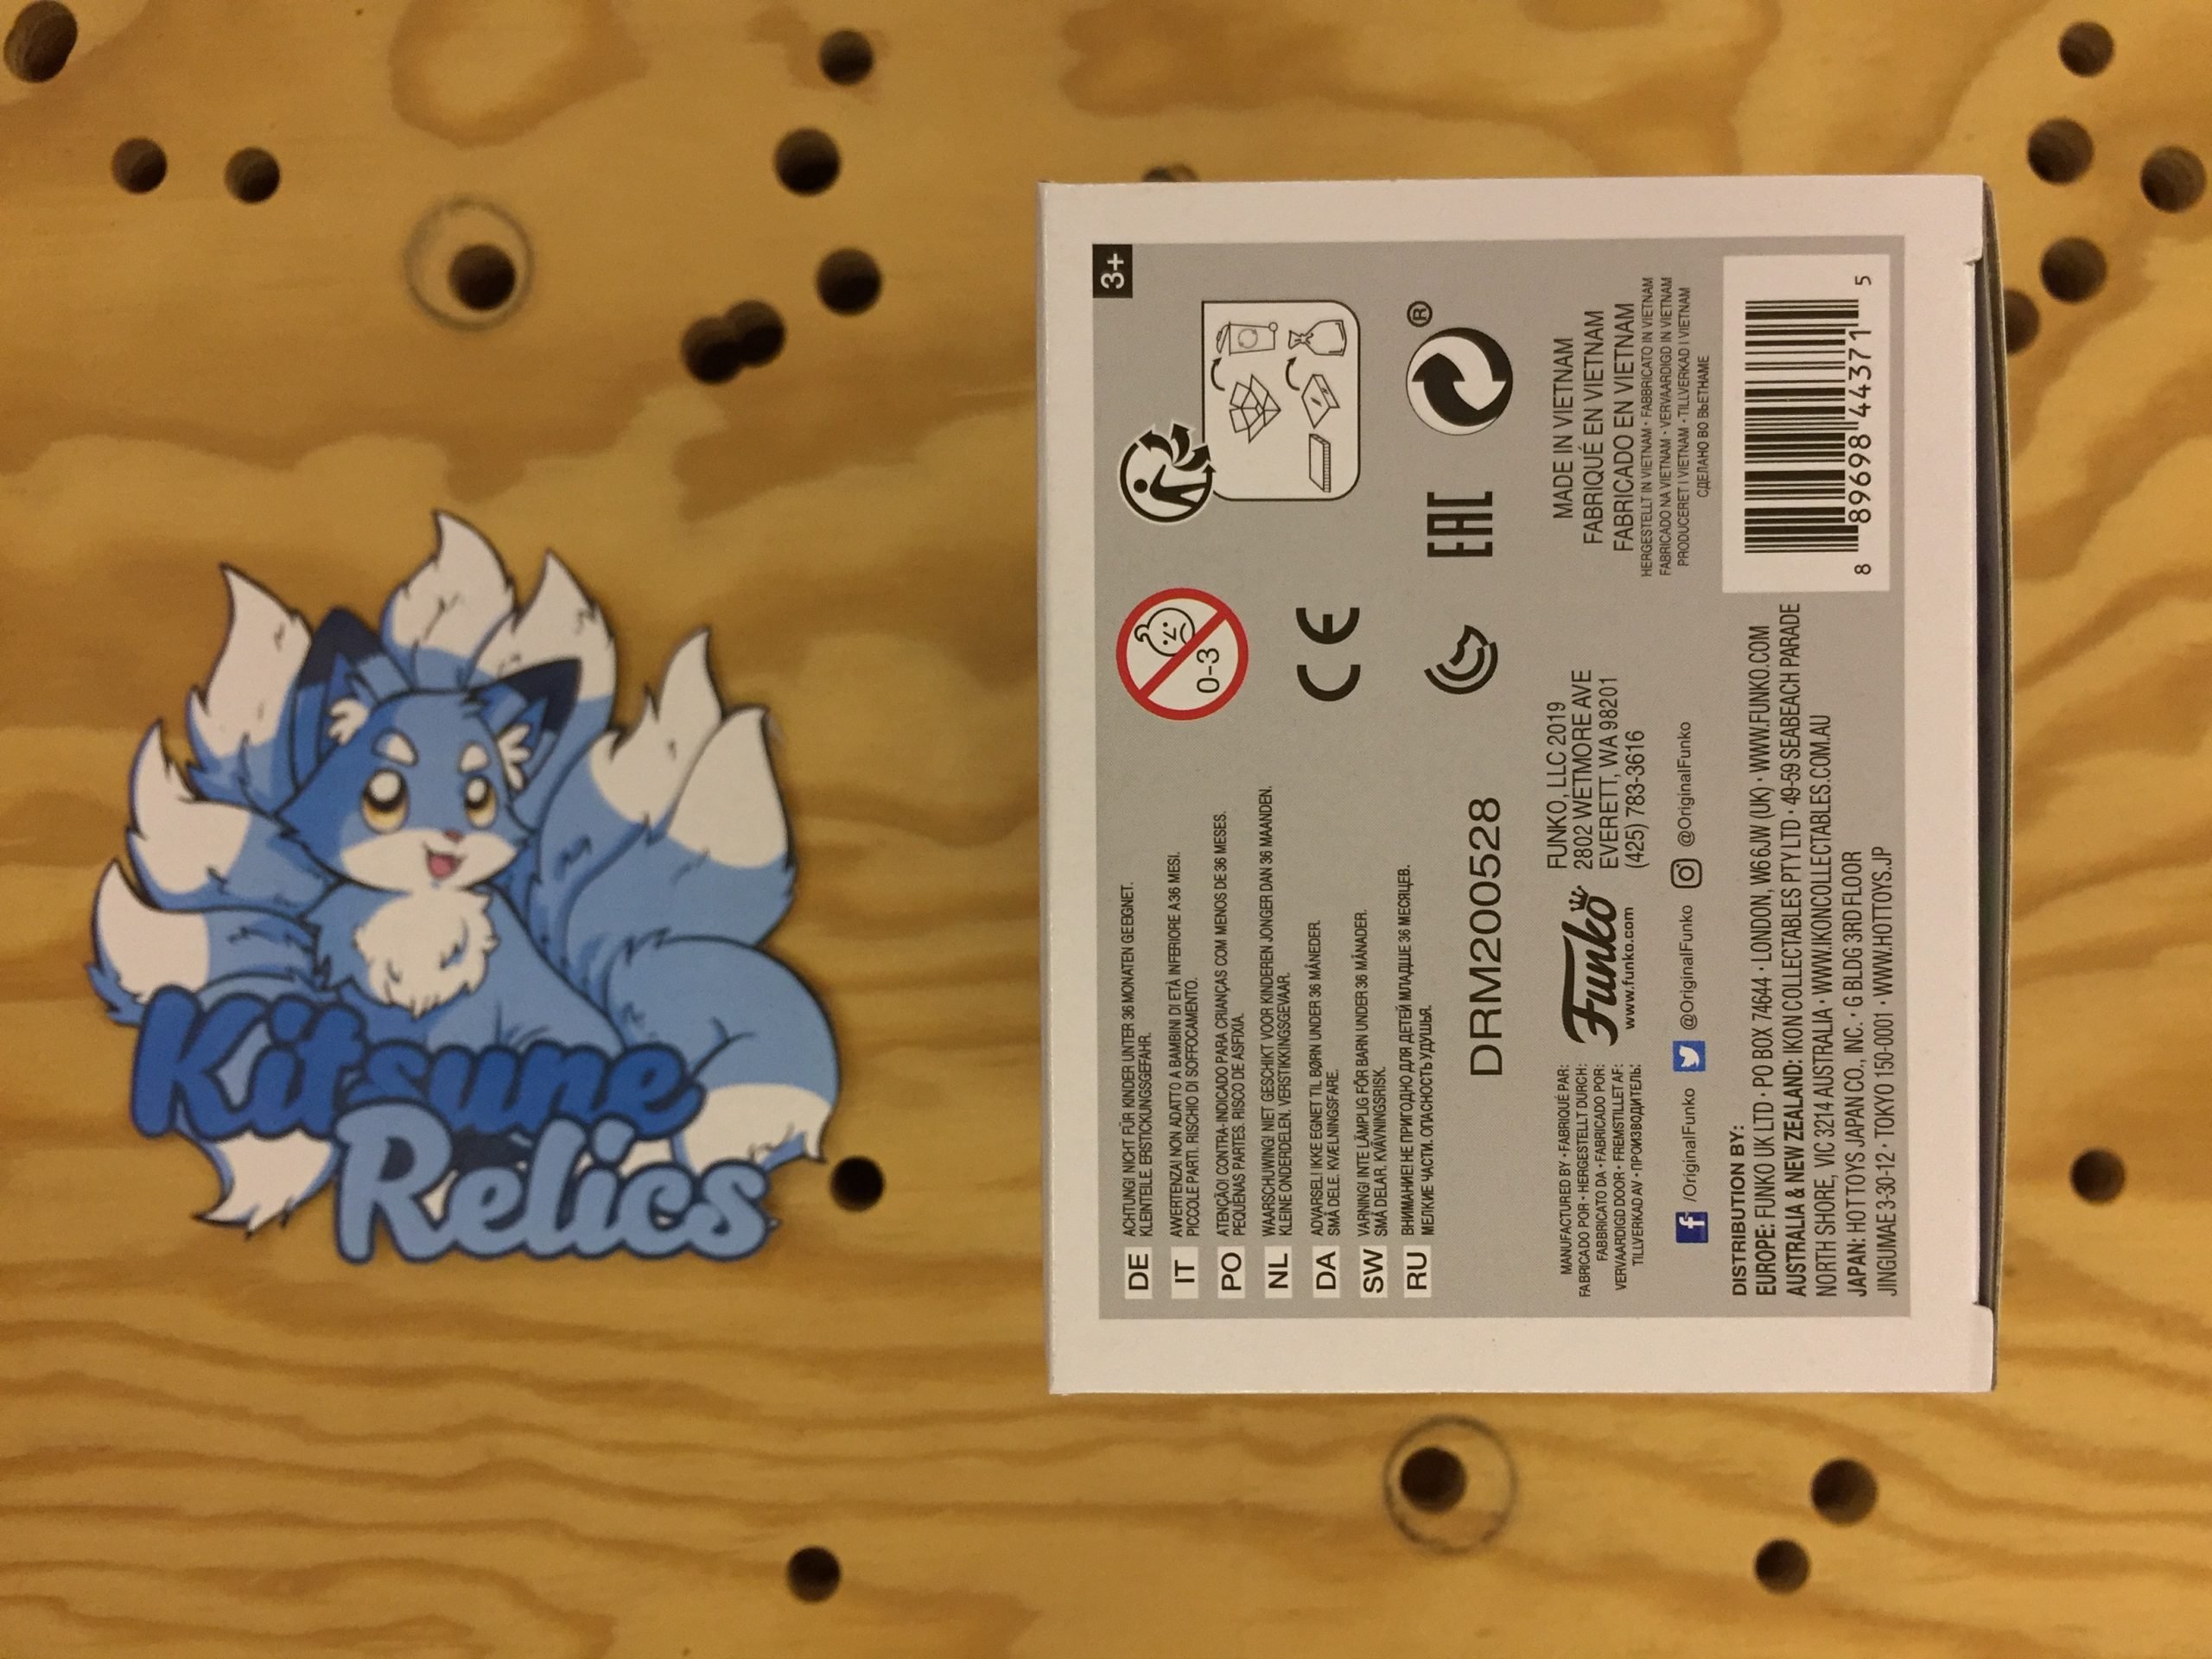 Kitsune
Relics
3+
DE ACHTUNG! NICHT FÜR KINDER UNTER 36 MONATEN GEEIGNET.
KLEINTEILE. ERSTICKUNGSGEFAHR.
IT AVVERTENZA! NON ADATTO A BAMBINI DI ETÀ INFERIORE A 36 MESI.
PICCOLE PARTI. RISCHIO DI SOFFOCAMENTO.
PO ATENÇÃO! CONTRA-INDICADO PARA CRIANÇAS COM MENOS DE 36 MESES.
PEQUENAS PARTES. RISCO DE ASFIXIA.
NL WAARSCHUWING! NIET GESCHIKT VOOR KINDEREN JONGER DAN 36 MAANDEN.
KLEINE ONDERDELEN. VERSTIKKINGSGEVAAR.
DA ADVARSEL! IKKE EGNET TIL BØRN UNDER 36 MÅNEDER.
SMÅ DELE. KVÆLNINGSFARE.
SW VARNING! INTE LÄMPLIG FÖR BARN UNDER 36 MÅNADER.
SMÅ DELAR. KVÄVNINGSRISK.
RU ВНИМАНИЕ! НЕ ПРИГОДНО ДЛЯ ДЕТЕЙ МЛАДШЕ 36 МЕСЯЦЕВ.
МЕЛКИЕ ЧАСТИ. ОПАСНОСТЬ УДУШЬЯ.
0-3
CE
EAC
®
DRM200528
MANUFACTURED BY • FABRIQUÉ PAR:
FABRICADO POR • HERGESTELLT DURCH:
FABBRICATO DA • FABRICADO POR:
VERVAARDIGD DOOR • FREMSTILLET AF:
TILLVERKAD AV • ПРОИЗВОДИТЕЛЬ:
Funko
www.funko.com
FUNKO, LLC 2019
2802 WETMORE AVE
EVERETT, WA 98201
(425) 783-3616
/OriginalFunko @OriginalFunko @OriginalFunko
MADE IN VIETNAM
FABRIQUÉ EN VIETNAM
FABRICADO EN VIETNAM
HERGESTELLT IN VIETNAM • FABBRICATO IN VIETNAM
FABRICADO NA VIETNAM • VERVAARDIGD IN VIETNAM
PRODUCERET I VIETNAM • TILLVERKAD I VIETNAM
СДЕЛАНО ВО ВЬЕТНАМЕ
DISTRIBUTION BY:
EUROPE: FUNKO UK LTD • PO BOX 74644 • LONDON, W6 6JW (UK) • WWW.FUNKO.COM
AUSTRALIA & NEW ZEALAND: IKON COLLECTABLES PTY LTD • 49-59 SEABEACH PARADE
NORTH SHORE, VIC 3214 AUSTRALIA • WWW.IKONCOLLECTABLES.COM.AU
JAPAN: HOT TOYS JAPAN CO., INC. • G BLDG 3RD FLOOR
JINGUMAE 3-30-12 • TOKYO 150-001 • WWW.HOTTOYS.JP
8 89698 44371 5